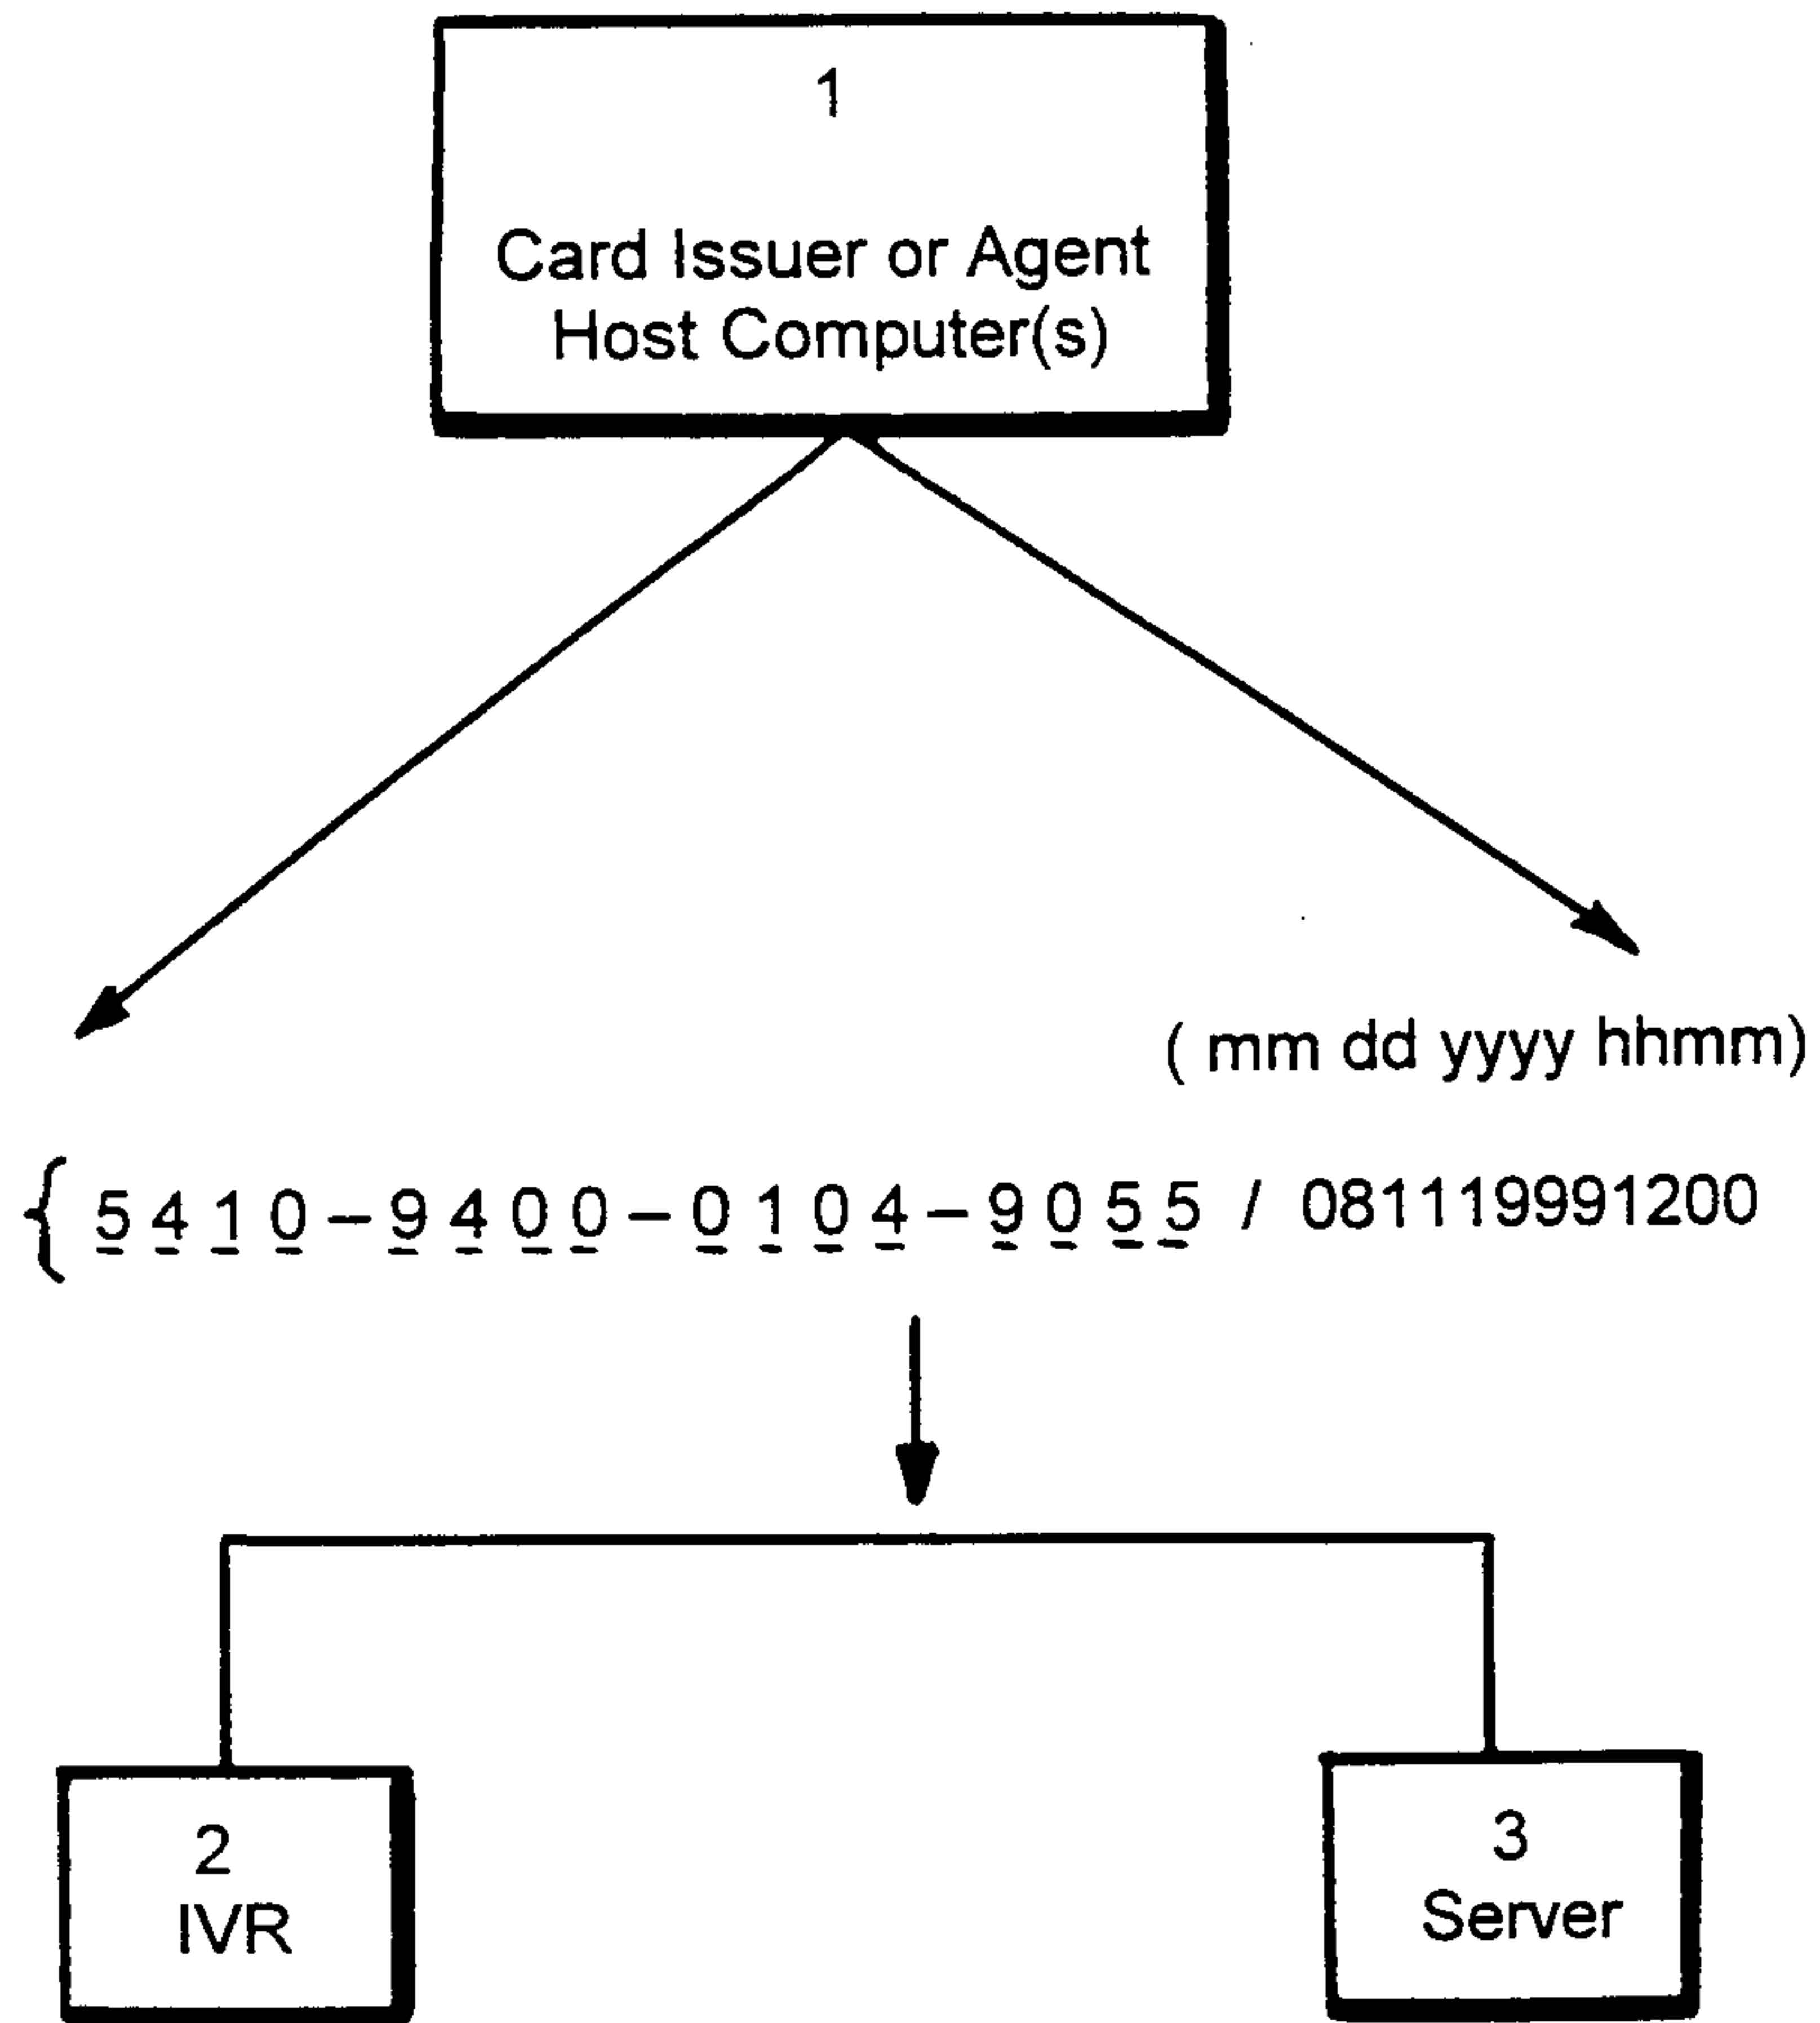 1
Card Issuer or Agent
Host Computer(s)
( mm dd yyyy hhmm)
{ 5410-9400-0104-9055 / 081119991200
2
IVR
3
Server